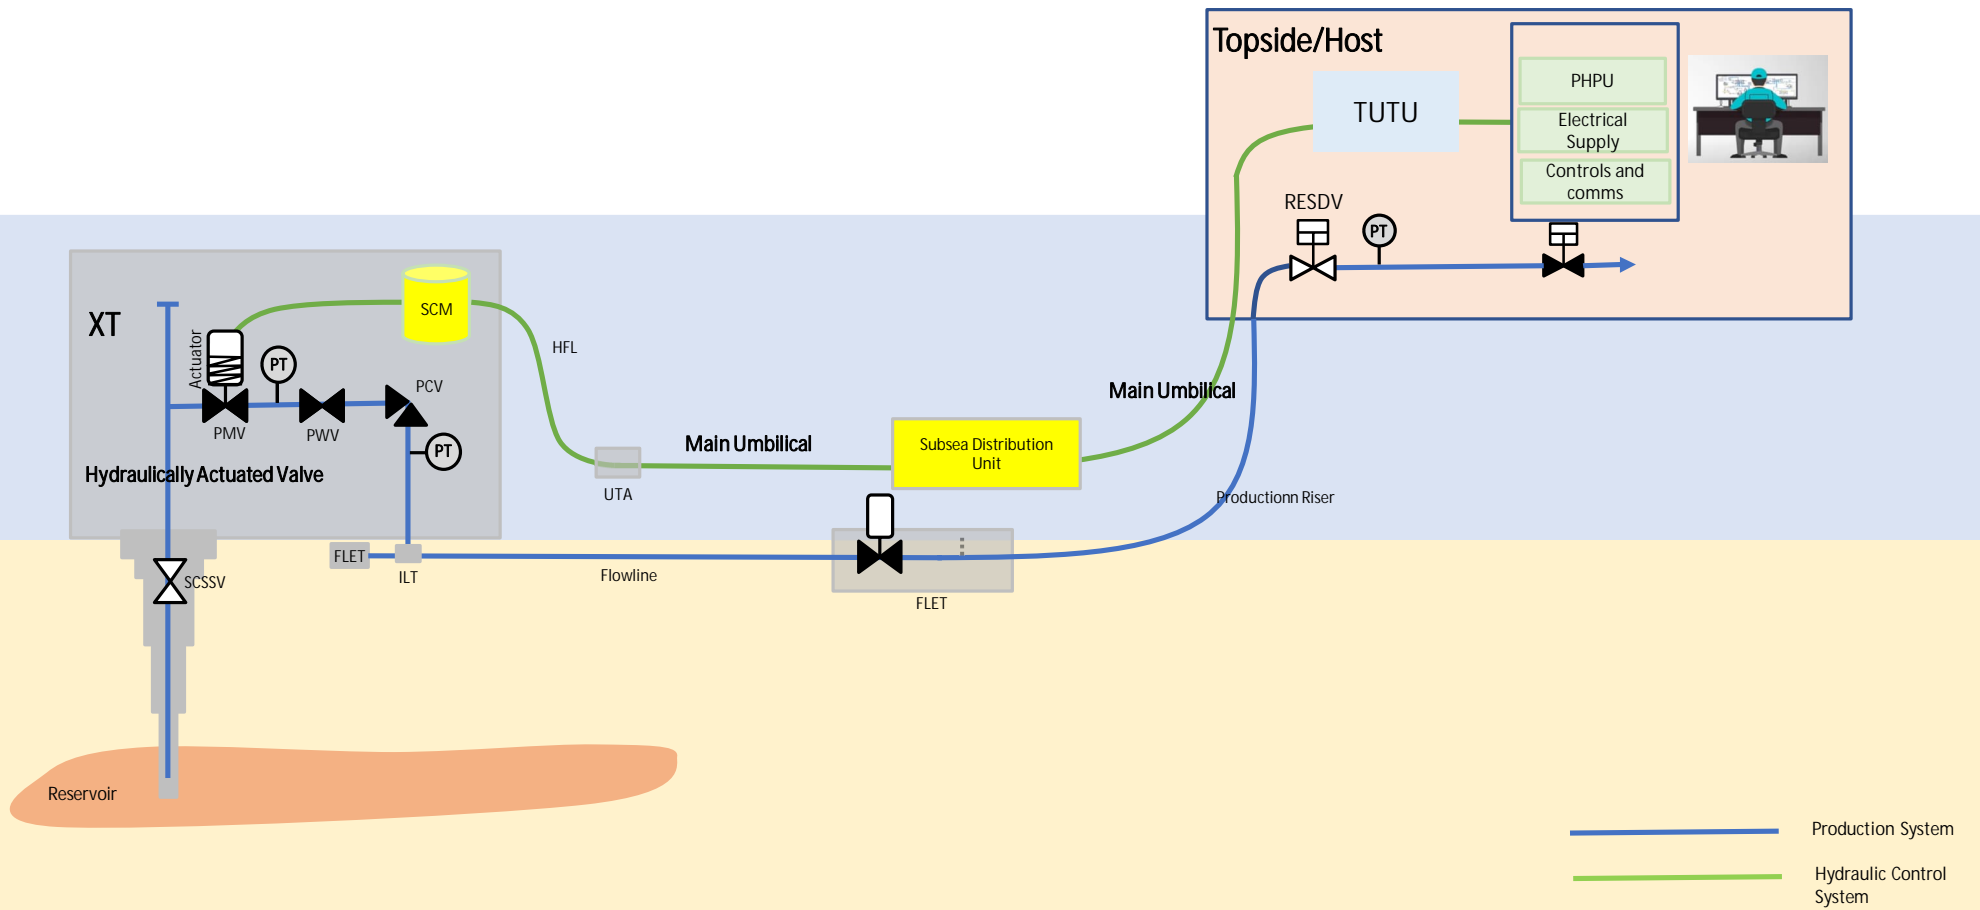 Topside/Host
TUTU
PHPU
Electrical
Supply
Controls and
comms
RESDV
PT
XT
SCM
Actuator
PT
PCV
PMV
PWV
PT
HFL
Hydraulically Actuated Valve
Main Umbilical
UTA
Subsea Distribution
Unit
Main Umbilical
Productionn Riser
FLET
ILT
Flowline
FLET
SCSSV
Reservoir
Production System
Hydraulic Control
System